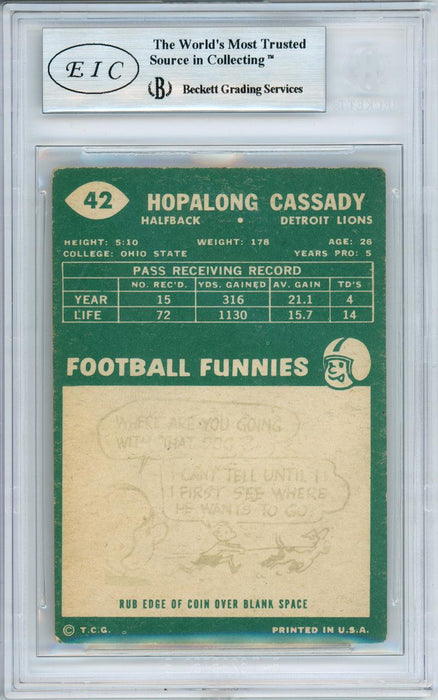 The World's Most Trusted
Source in Collecting™
EIC
B Beckett Grading Services
42
HOPALONG CASSADY
HALFBACK • DETROIT LIONS
HEIGHT: 5:10 WEIGHT: 178 AGE: 26
COLLEGE: OHIO STATE YEARS PRO: 5
PASS RECEIVING RECORD
NO. REC'D. YDS. GAINED AV. GAIN TD'S
YEAR 15 316 21.1 4
LIFE 72 1130 15.7 14
FOOTBALL FUNNIES
WHERE ARE YOU GOING
WITH THAT DOG?
I CAN'T TELL UNTIL
I FIRST SEE WHERE
HE WANTS TO GO.
RUB EDGE OF COIN OVER BLANK SPACE
© T.C.G. PRINTED IN U.S.A.